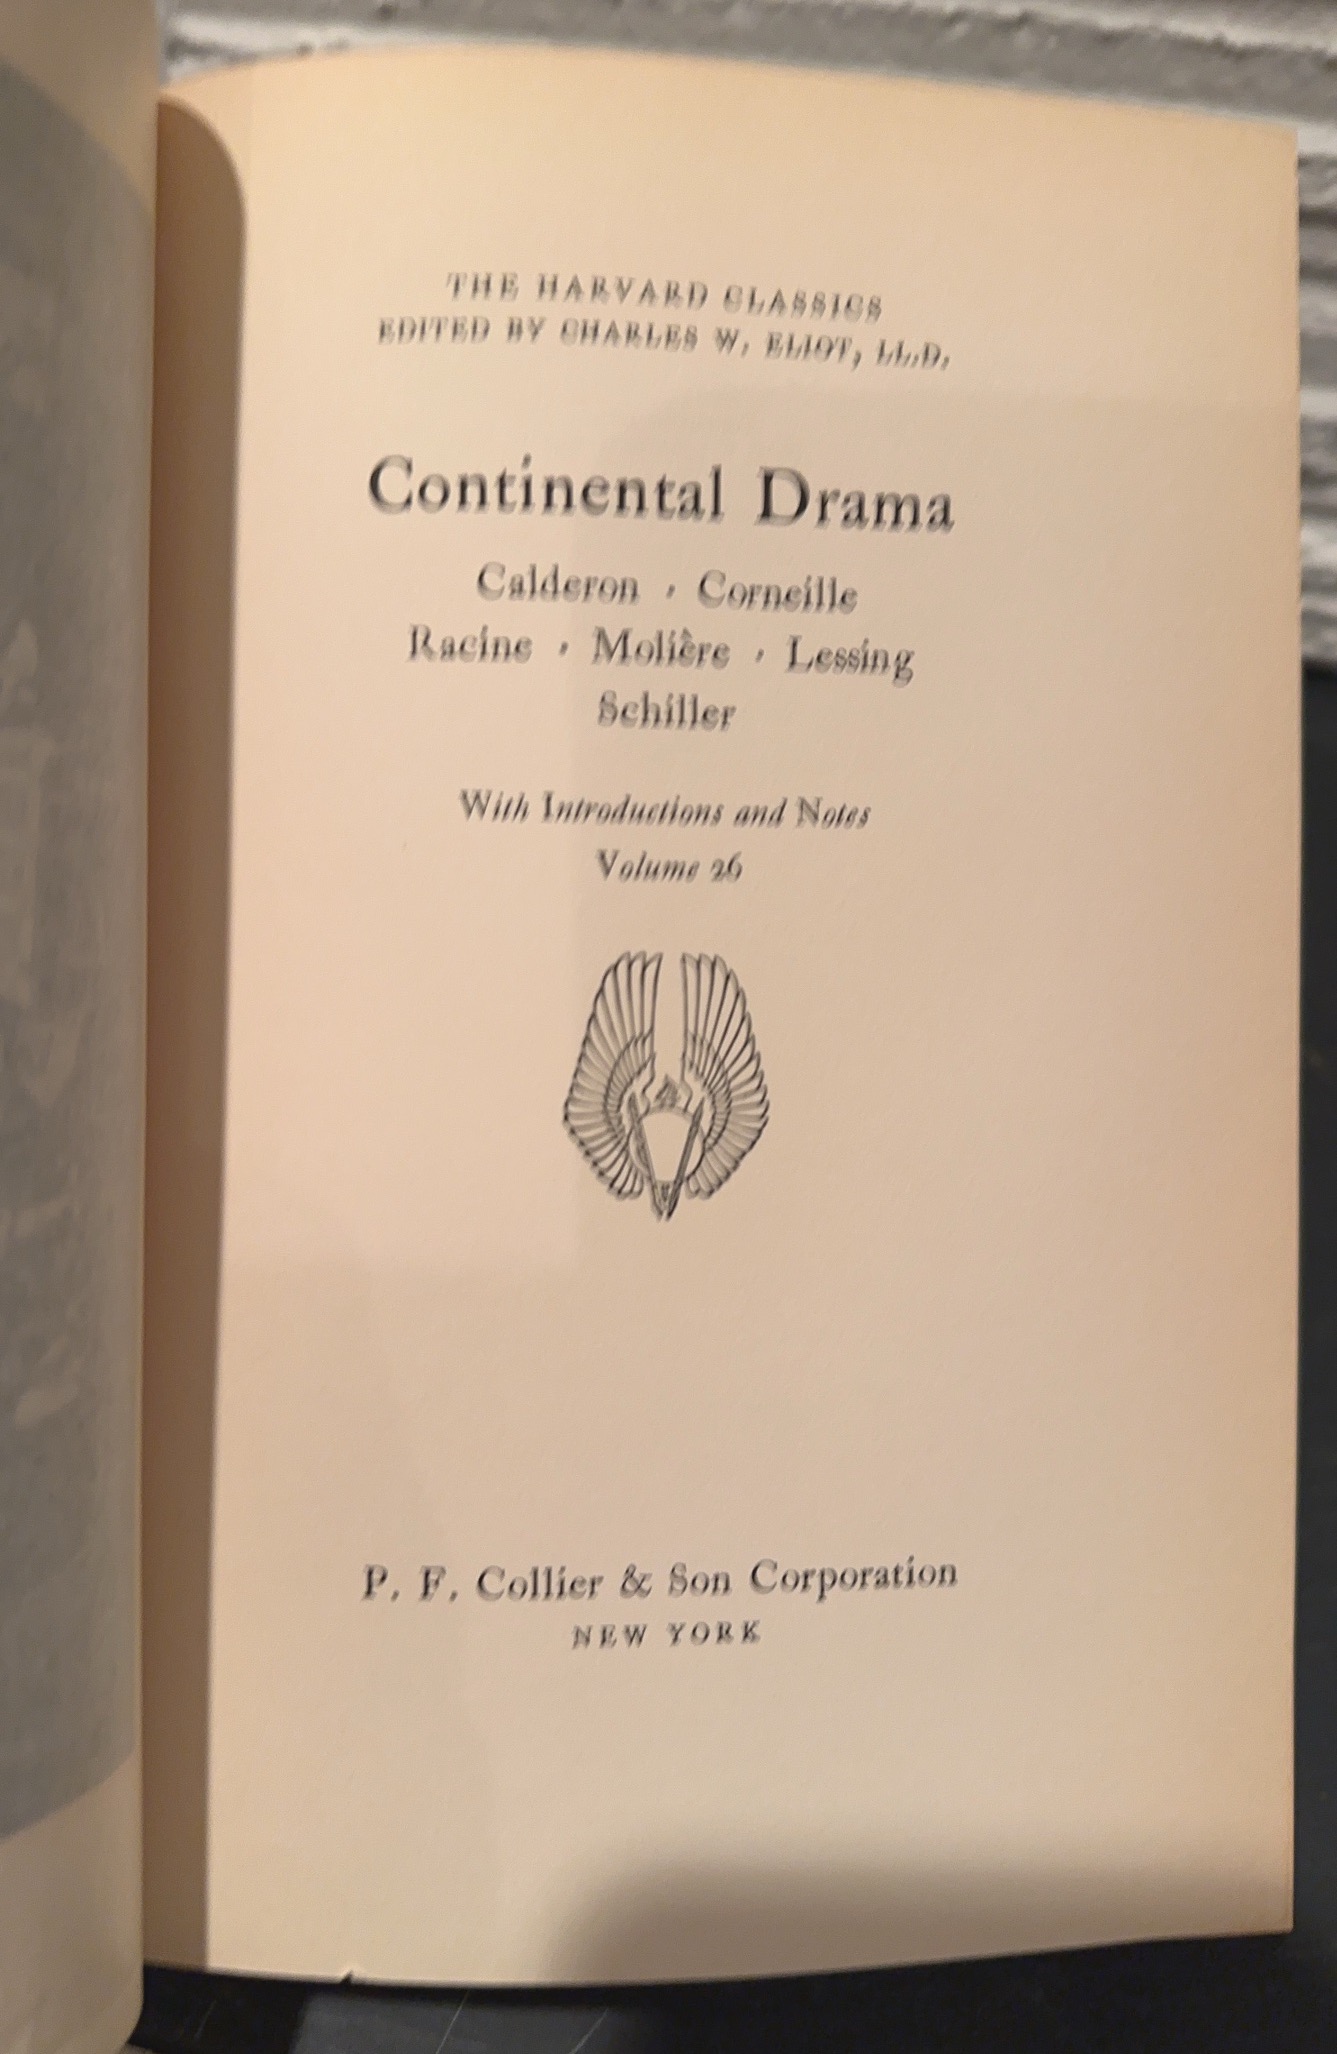 THE HARVARD CLASSICS
EDITED BY CHARLES W. ELIOT, LL.D.
Continental Drama
Calderon · Corneille
Racine · Molière · Lessing
Schiller
With Introductions and Notes
Volume 26
P. F. Collier & Son Corporation
NEW YORK